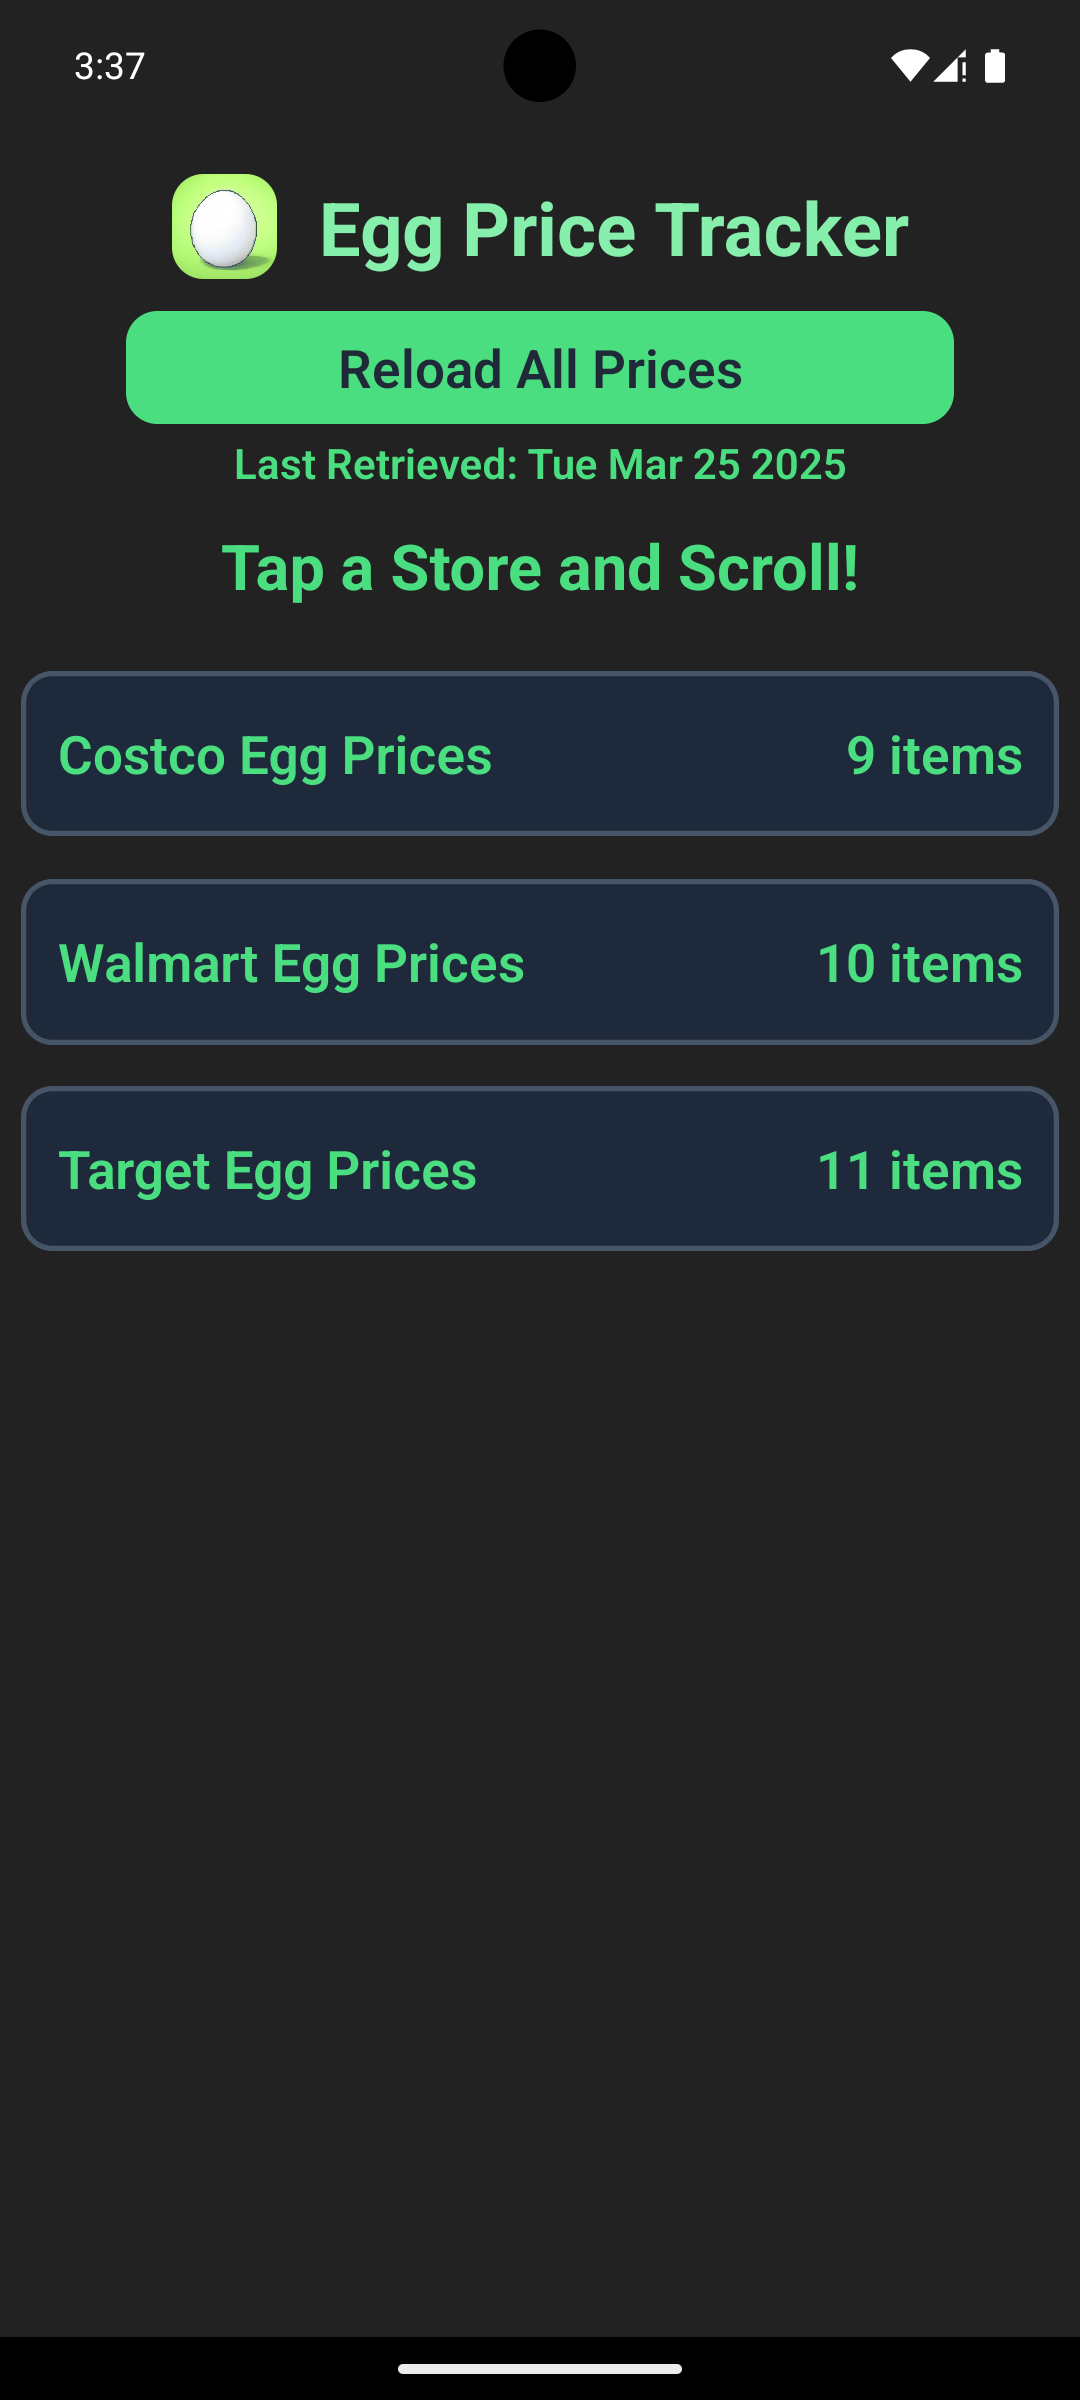 3:37
Egg Price Tracker
Reload All Prices
Last Retrieved: Tue Mar 25 2025
Tap a Store and Scroll!
Costco Egg Prices 9 items
Walmart Egg Prices 10 items
Target Egg Prices 11 items